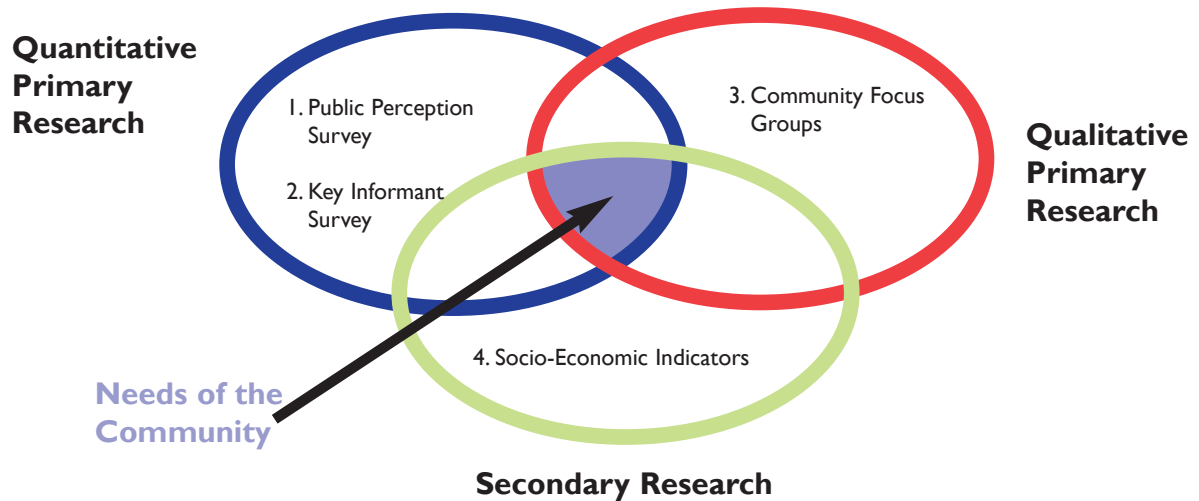 Quantitative
Primary
Research
1. Public Perception
Survey
2. Key Informant
Survey
3. Community Focus
Groups
Qualitative
Primary
Research
4. Socio-Economic Indicators
Needs of the
Community
Secondary Research